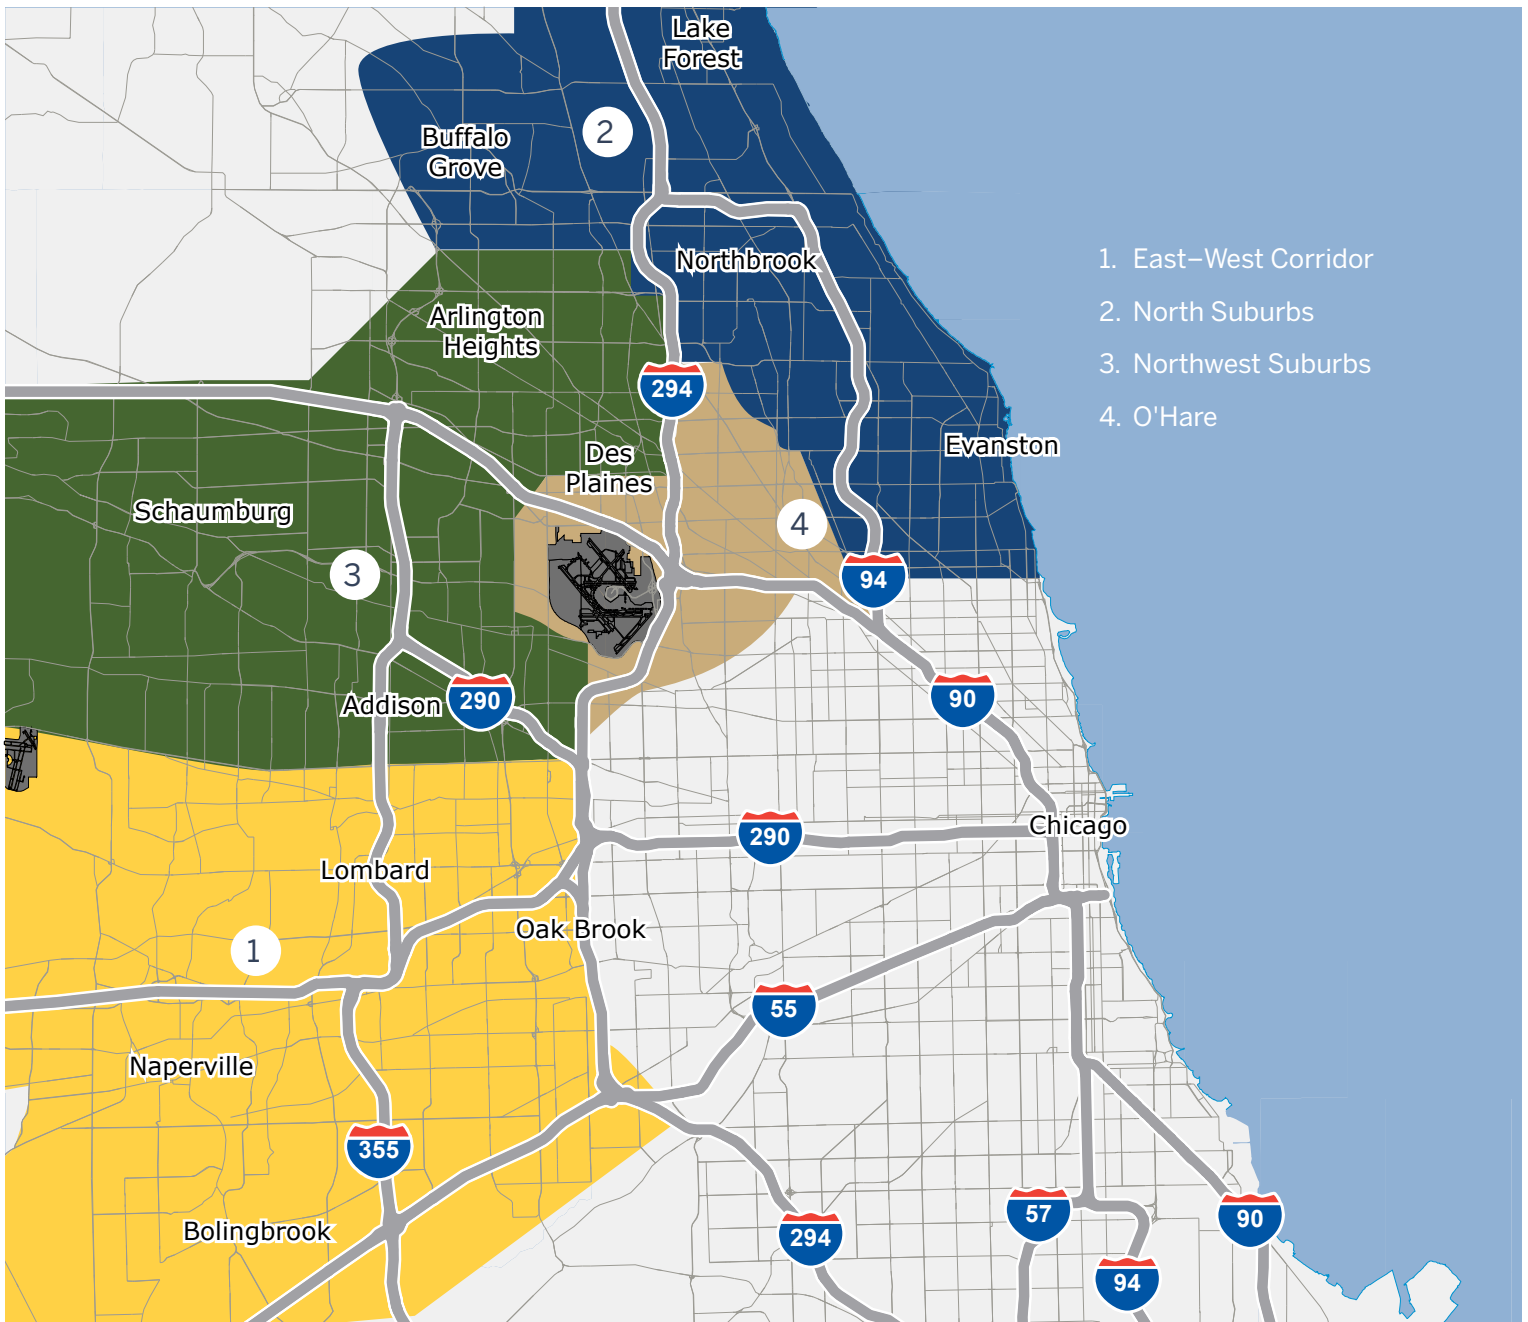 Lake
Forest
Buffalo
Grove
2
Northbrook
1. East–West Corridor
2. North Suburbs
3. Northwest Suburbs
4. O'Hare
Arlington
Heights
294
Evanston
Des
Plaines
Schaumburg
4
3
94
Addison
290
90
290
Chicago
Lombard
Oak Brook
1
55
Naperville
355
Bolingbrook
57
90
294
94